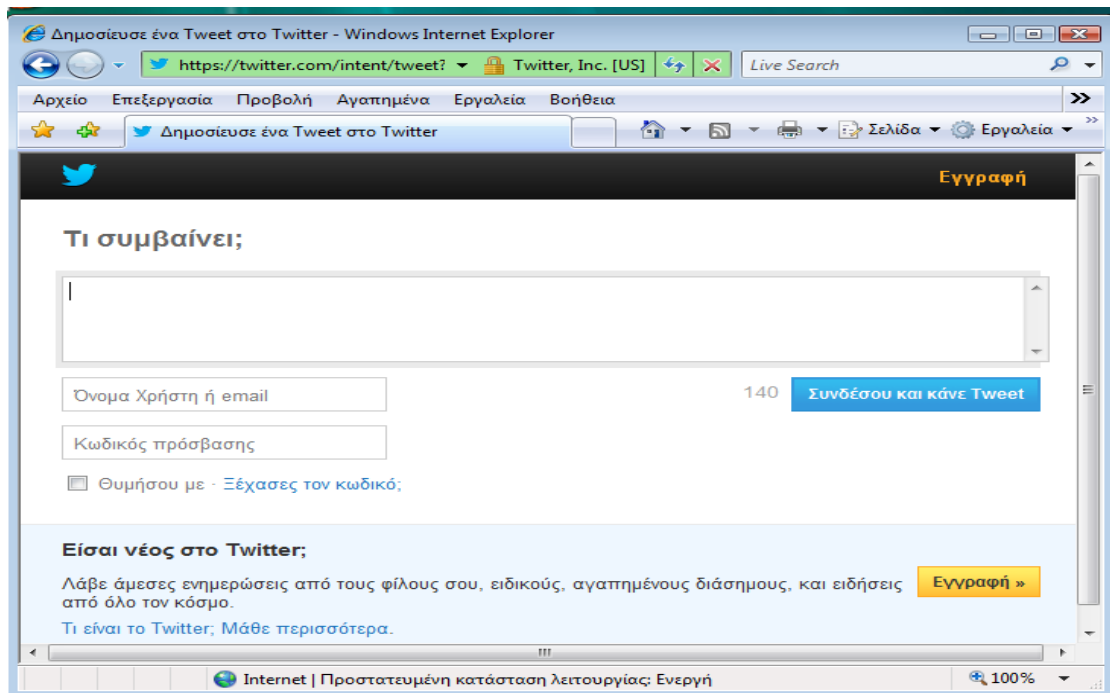 Δημοσίευσε ένα Tweet στο Twitter - Windows Internet Explorer
https://twitter.com/intent/tweet? Twitter, Inc. [US] Live Search
Αρχείο Επεξεργασία Προβολή Αγαπημένα Εργαλεία Βοήθεια
Δημοσίευσε ένα Tweet στο Twitter Σελίδα Εργαλεία
Εγγραφή
Τι συμβαίνει;
Όνομα Χρήστη ή email 140 Συνδέσου και κάνε Tweet
Κωδικός πρόσβασης
Θυμήσου με · Ξέχασες τον κωδικό;
Είσαι νέος στο Twitter;
Λάβε άμεσες ενημερώσεις από τους φίλους σου, ειδικούς, αγαπημένους διάσημους, και ειδήσεις Εγγραφή »
από όλο τον κόσμο.
Τι είναι το Twitter; Μάθε περισσότερα.
Internet | Προστατευμένη κατάσταση λειτουργίας: Ενεργή 100%